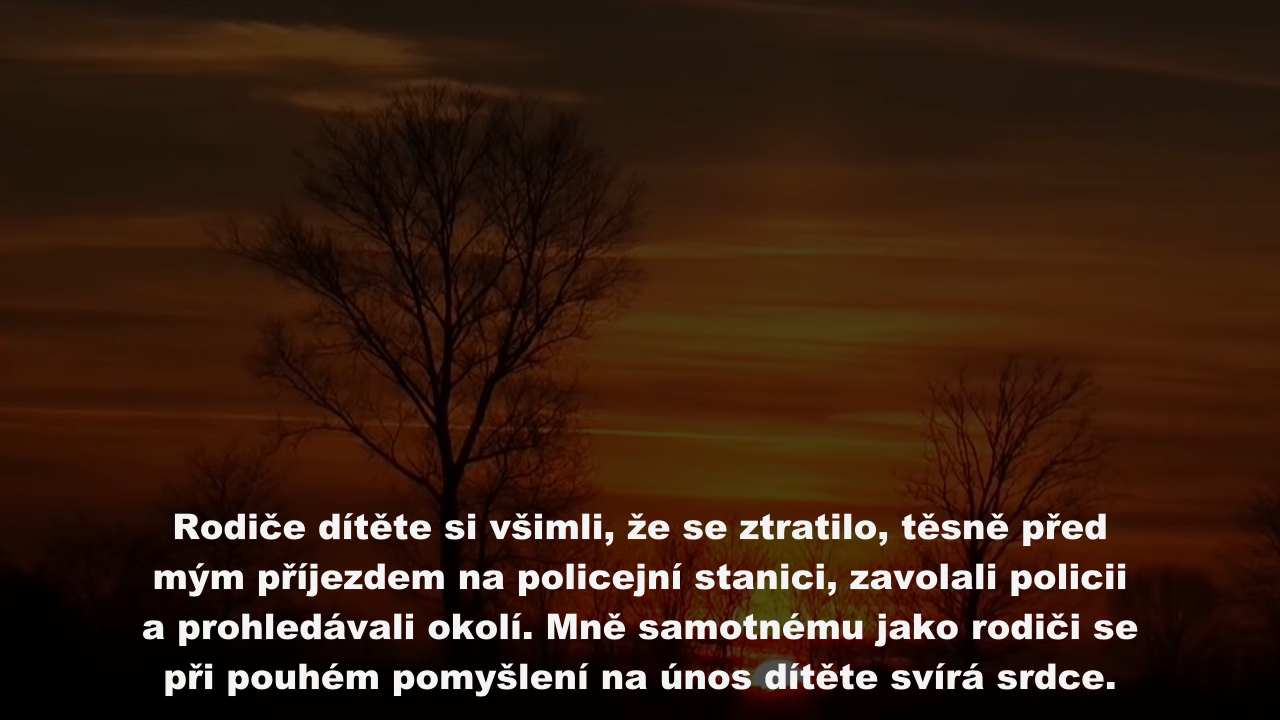 Rodiče dítěte si všimli, že se ztratilo, těsně před
mým příjezdem na policejní stanici, zavolali policii
a prohledávali okolí. Mně samotnému jako rodiči se
při pouhém pomyšlení na únos dítěte svírá srdce.